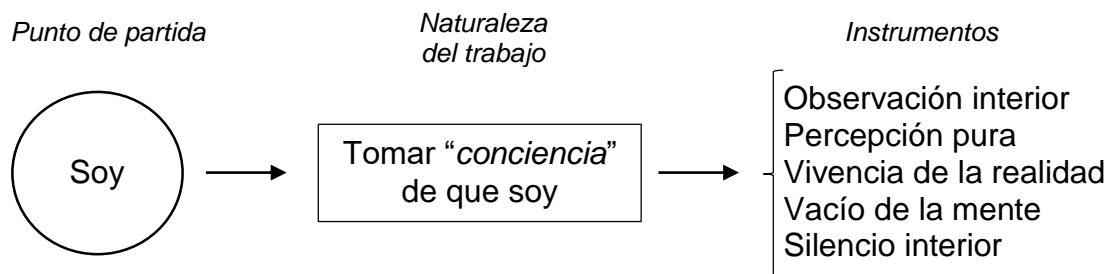 Punto de partida
Naturaleza
del trabajo
Instrumentos
Soy
Tomar “conciencia”
de que soy
Observación interior
Percepción pura
Vivencia de la realidad
Vacío de la mente
Silencio interior